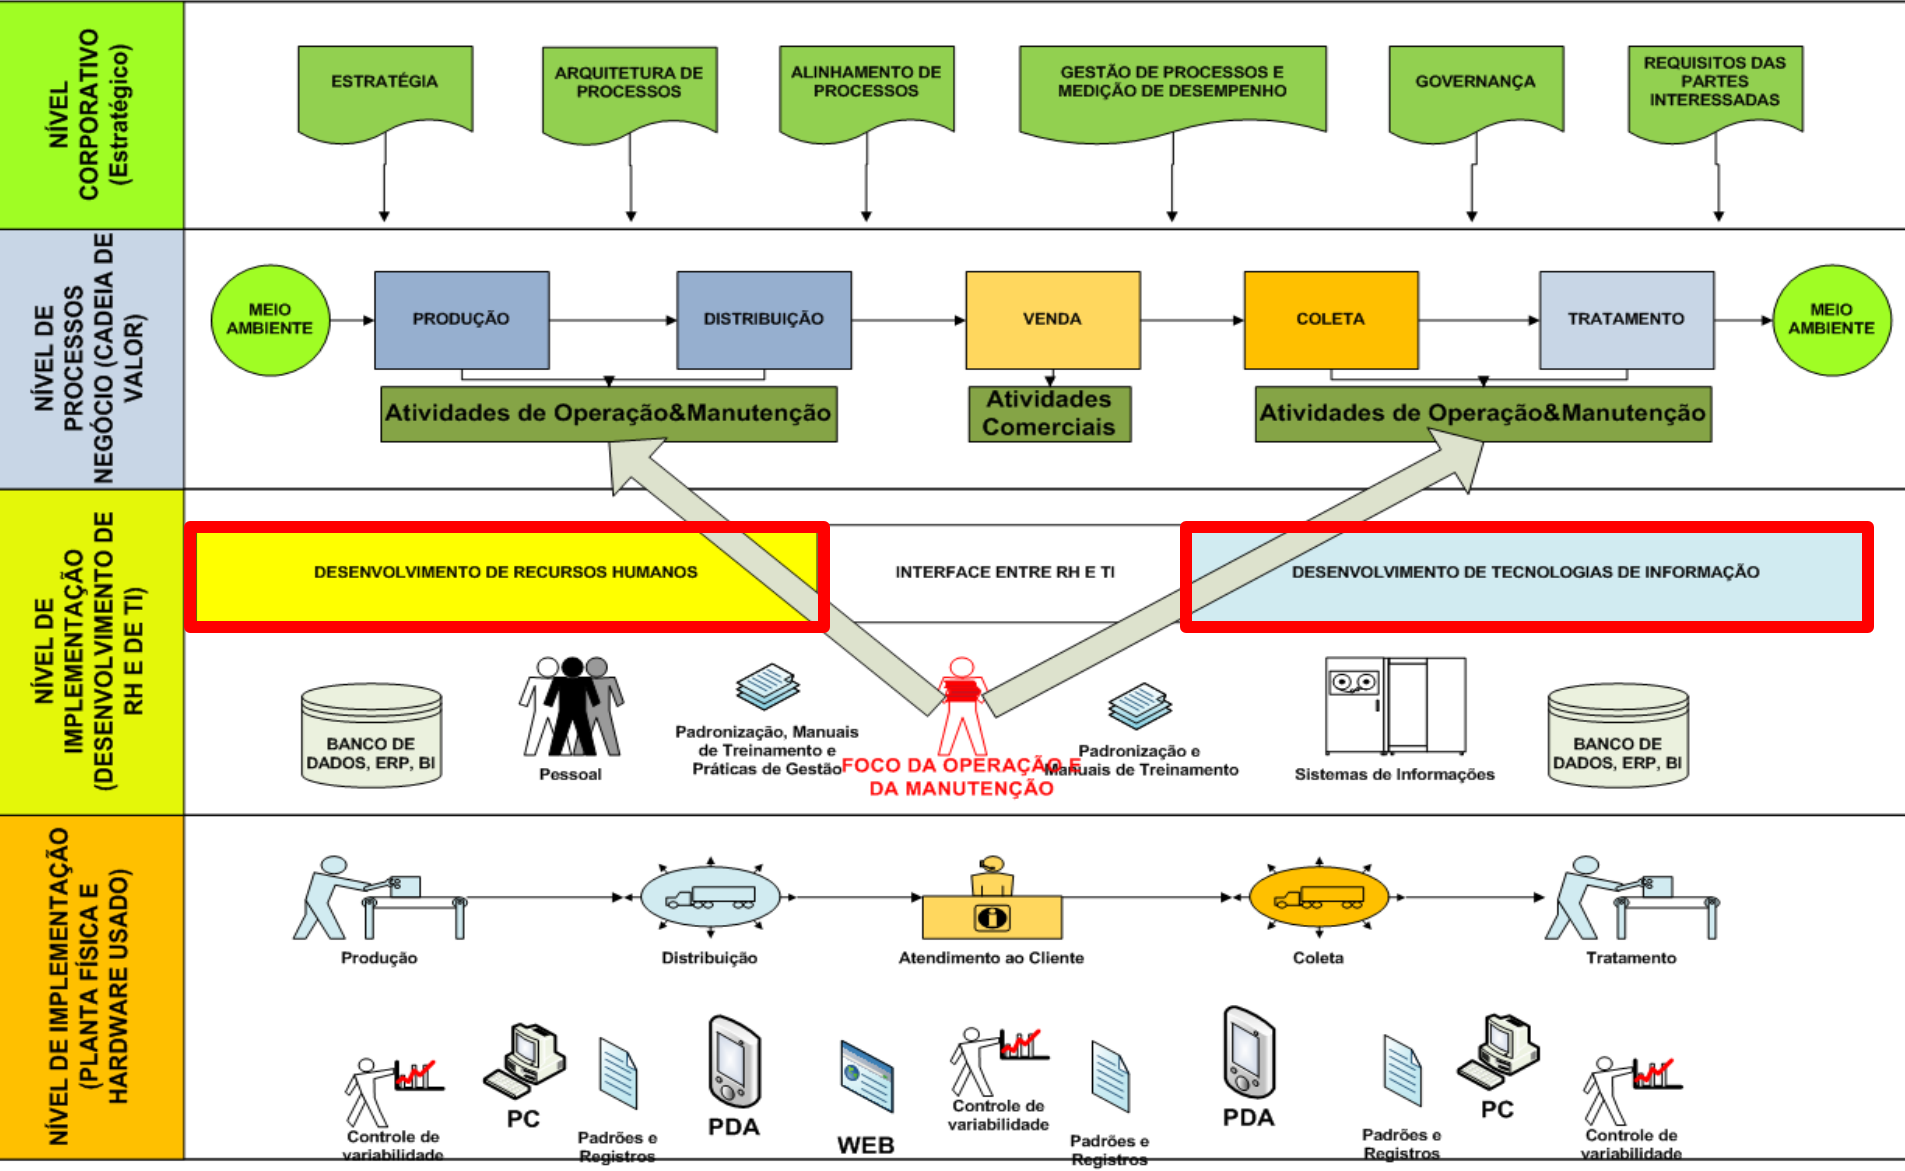 NÍVEL
CORPORATIVO
(Estratégico)
ESTRATÉGIA
ARQUITETURA DE
PROCESSOS
ALINHAMENTO DE
PROCESSOS
GESTÃO DE PROCESSOS E
MEDIÇÃO DE DESEMPENHO
GOVERNANÇA
REQUISITOS DAS
PARTES
INTERESSADAS
NÍVEL DE
PROCESSOS
NEGÓCIO (CADEIA DE
VALOR)
MEIO
AMBIENTE
PRODUÇÃO
DISTRIBUIÇÃO
VENDA
COLETA
TRATAMENTO
MEIO
AMBIENTE
Atividades de Operação&Manutenção
Atividades
Comerciais
Atividades de Operação&Manutenção
NÍVEL DE
IMPLEMENTAÇÃO
(DESENVOLVIMENTO DE
RH E DE TI)
DESENVOLVIMENTO DE RECURSOS HUMANOS
INTERFACE ENTRE RH E TI
DESENVOLVIMENTO DE TECNOLOGIAS DE INFORMAÇÃO
BANCO DE
DADOS, ERP, BI
Pessoal
Padronização, Manuais
de Treinamento e
Práticas de Gestão
FOCO DA OPERAÇÃO E
DA MANUTENÇÃO
Padronização e
Manuais de Treinamento
Sistemas de Informações
BANCO DE
DADOS, ERP, BI
NÍVEL DE IMPLEMENTAÇÃO
(PLANTA FÍSICA E
HARDWARE USADO)
Produção
Distribuição
Atendimento ao Cliente
Coleta
Tratamento
Controle de
variabilidade
PC
Padrões e
Registros
PDA
WEB
Controle de
variabilidade
Padrões e
Registros
PDA
Padrões e
Registros
PC
Controle de
variabilidade